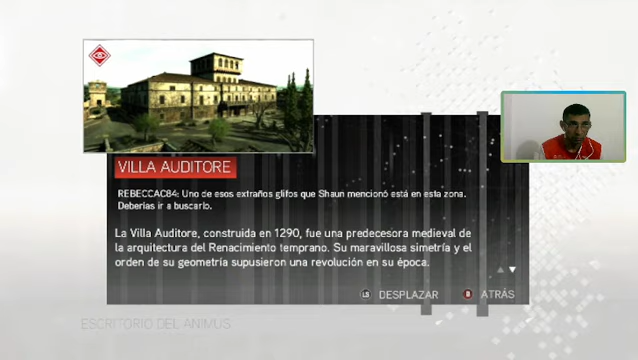 VILLA AUDITORE
REBECCAC84: Uno de esos extraños glifos que Shaun mencionó está en esta zona.
Deberías ir a buscarlo.
La Villa Auditore, construida en 1290, fue una predecesora medieval de
la arquitectura del Renacimiento temprano. Su maravillosa simetría y el
orden de su geometría supusieron una revolución en su época.
LS DESPLAZAR B ATRÁS
ESCRITORIO DEL ANIMUS